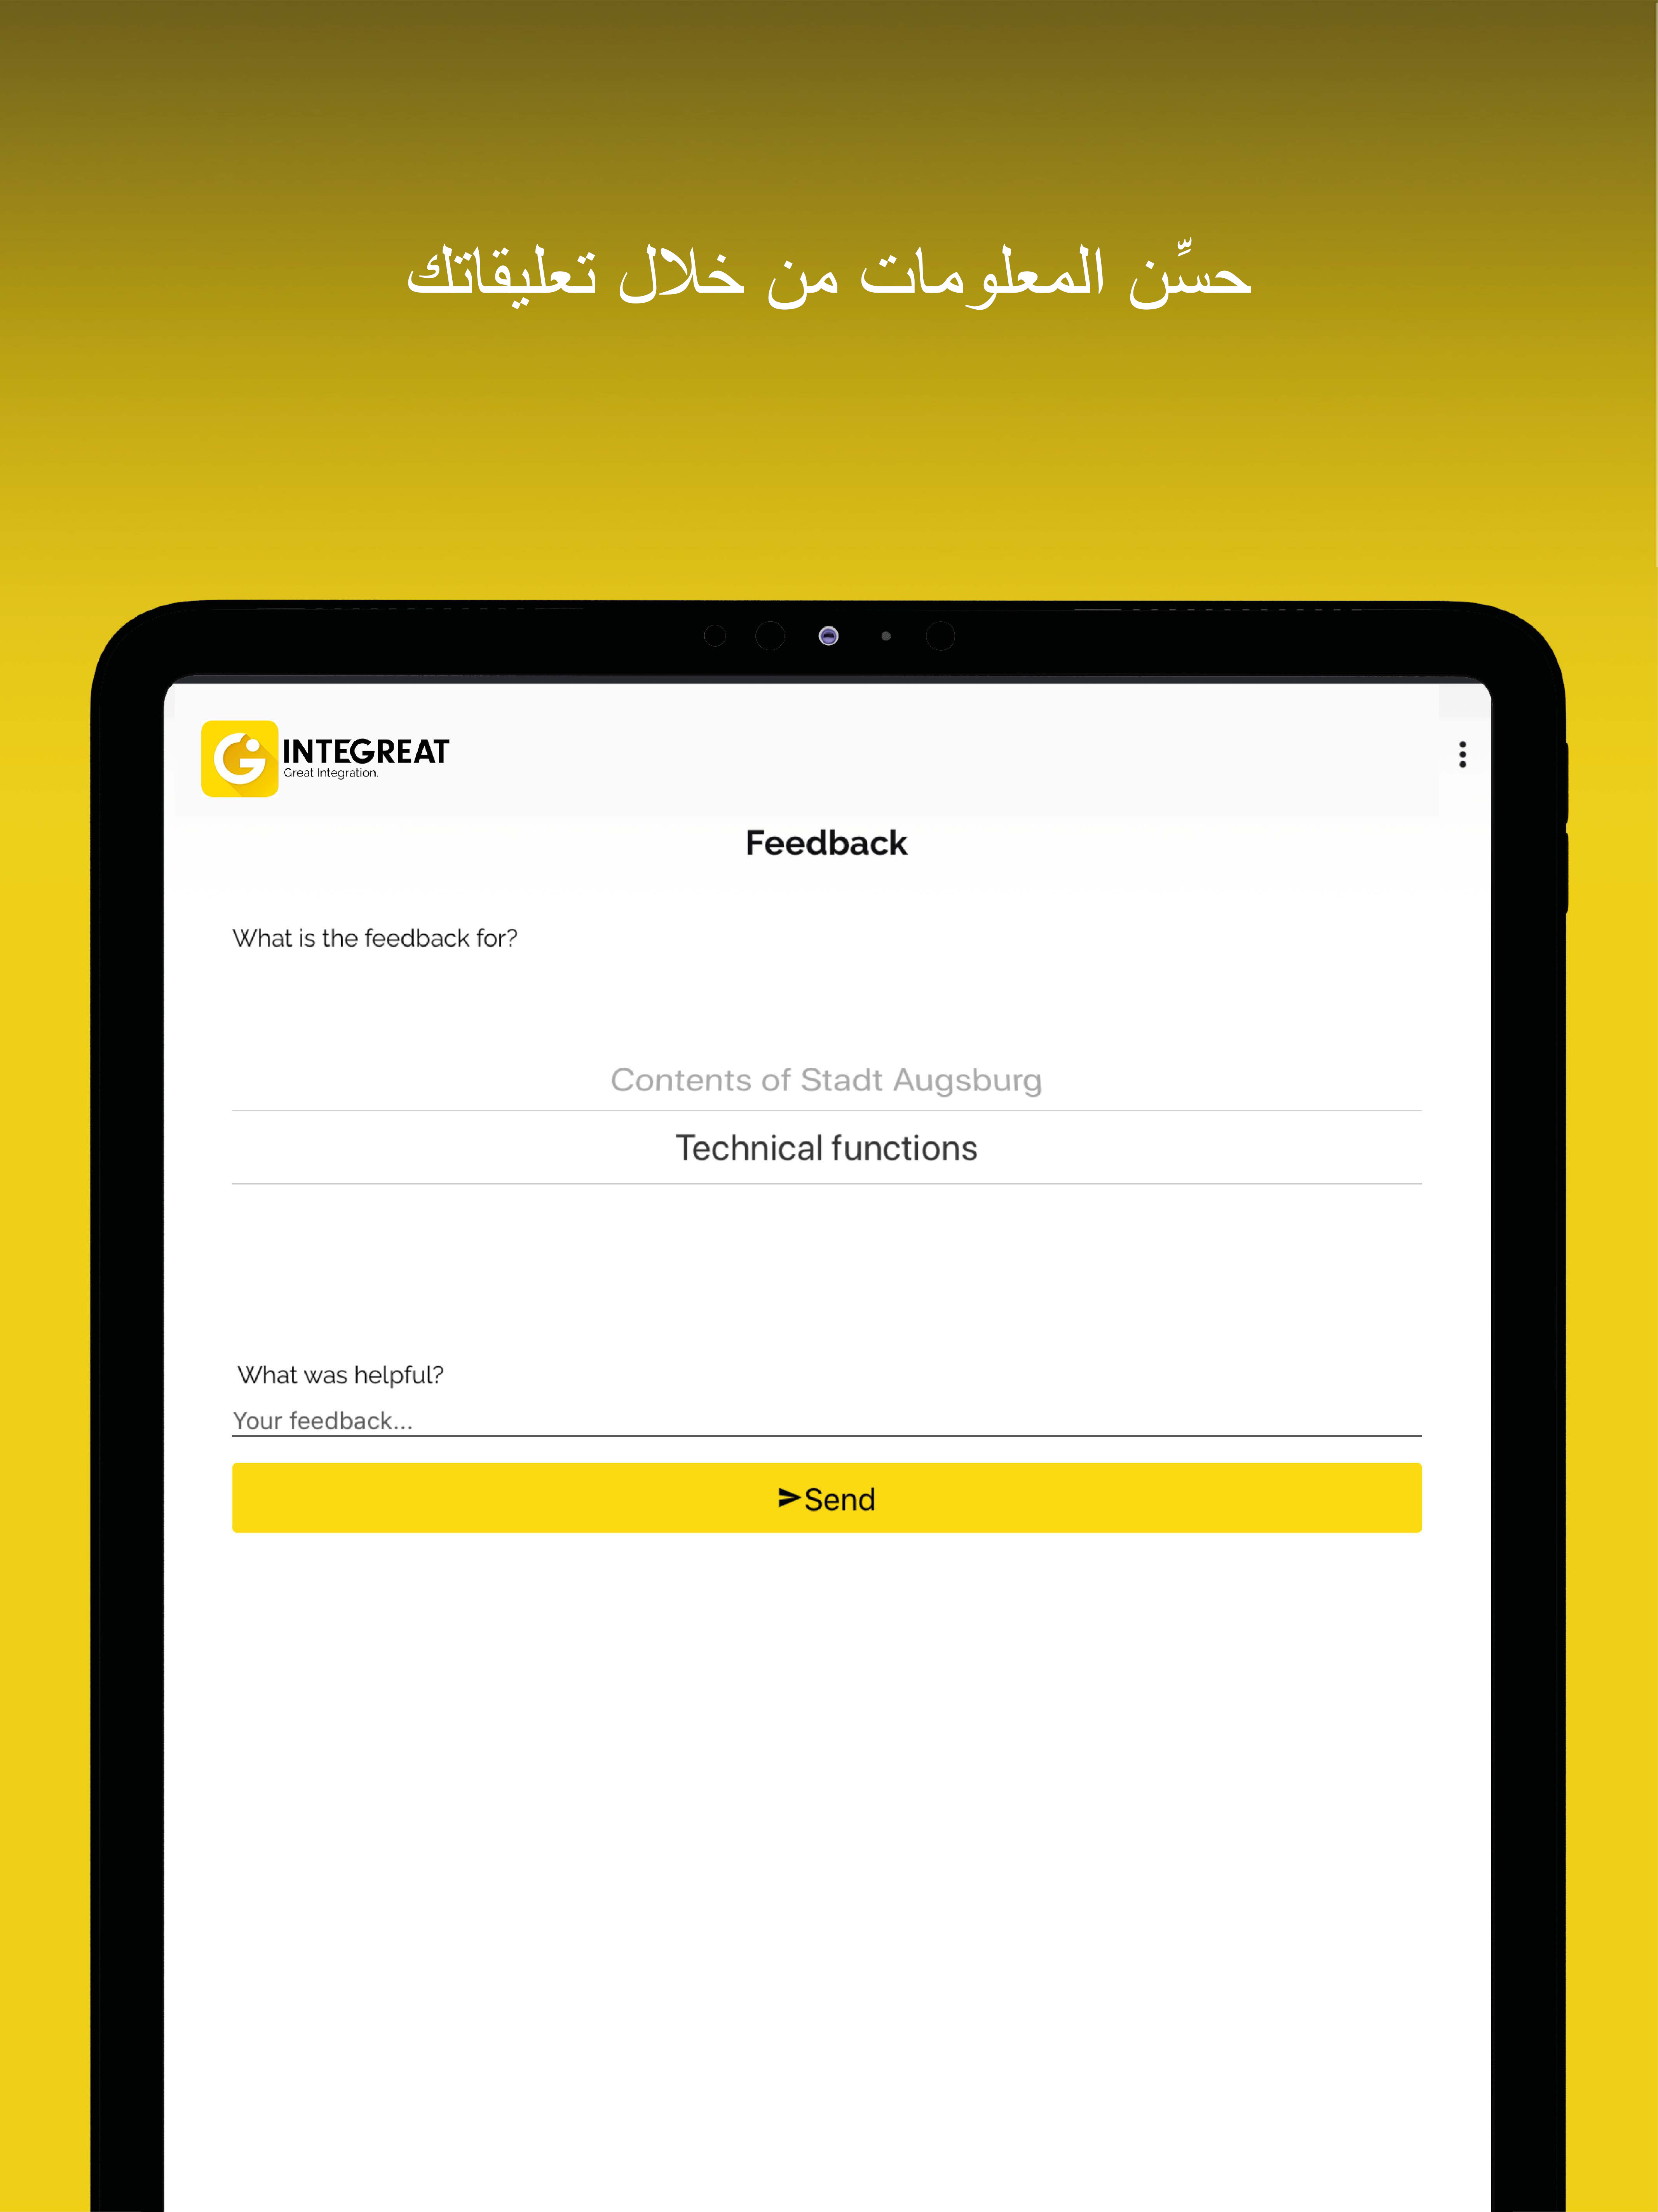 حسِّن المعلومات من خلال تعليقاتك
INTEGREAT
Great Integration.
Feedback
What is the feedback for?
Contents of Stadt Augsburg
Technical functions
What was helpful?
Your feedback...
Send